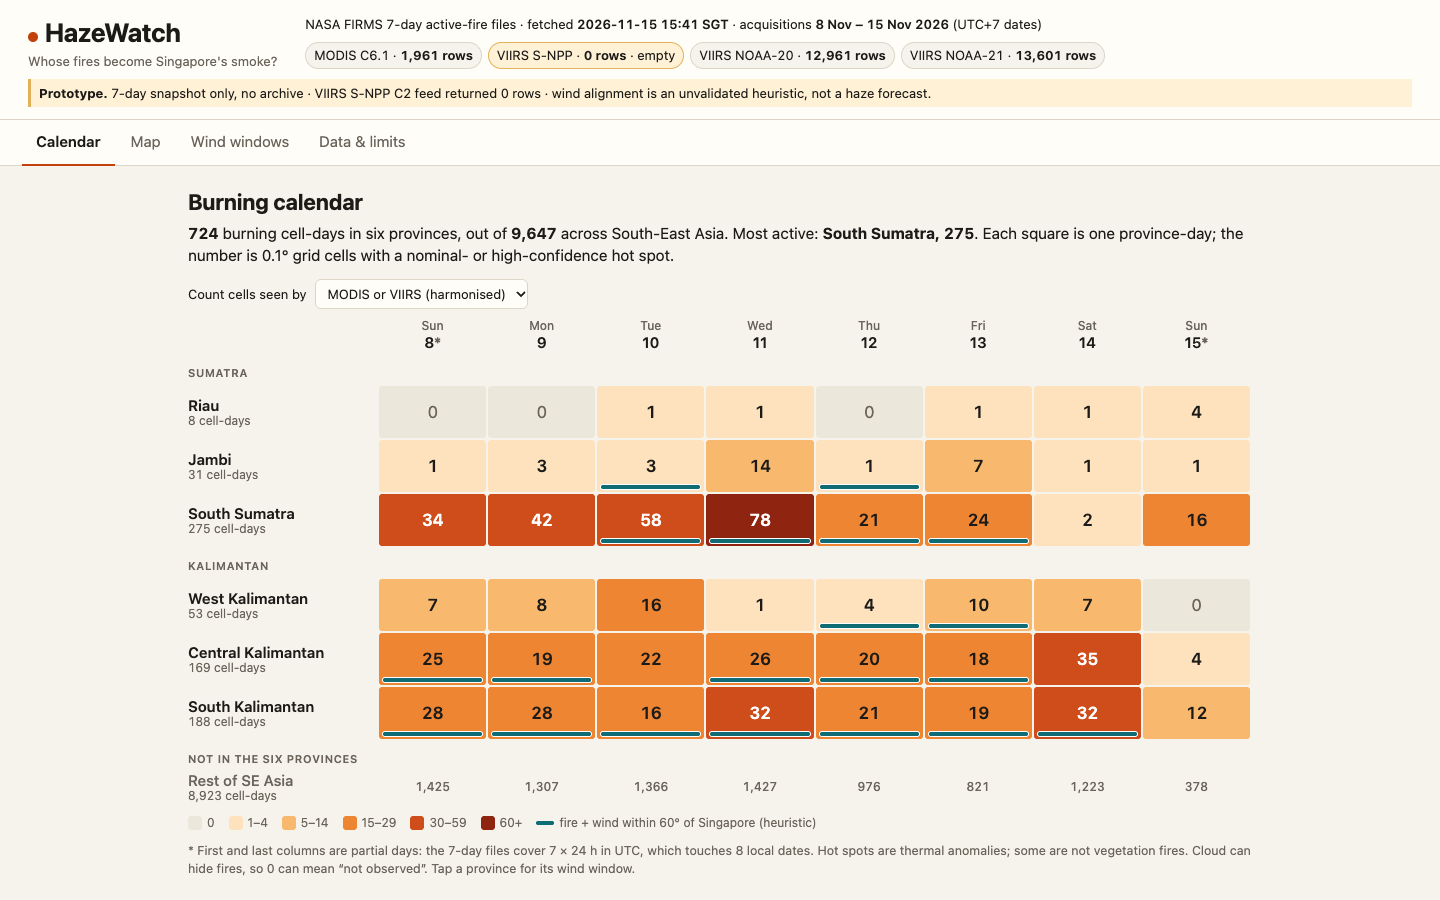 HazeWatch
Whose fires become Singapore's smoke?
NASA FIRMS 7-day active-fire files · fetched 2026-11-15 15:41 SGT · acquisitions 8 Nov – 15 Nov 2026 (UTC+7 dates)
MODIS C6.1 · 1,961 rows
VIIRS S-NPP · 0 rows · empty
VIIRS NOAA-20 · 12,961 rows
VIIRS NOAA-21 · 13,601 rows
Prototype. 7-day snapshot only, no archive · VIIRS S-NPP C2 feed returned 0 rows · wind alignment is an unvalidated heuristic, not a haze forecast.
Calendar Map Wind windows Data & limits
Burning calendar
724 burning cell-days in six provinces, out of 9,647 across South-East Asia. Most active: South Sumatra, 275. Each square is one province-day; the
number is 0.1° grid cells with a nominal- or high-confidence hot spot.
Count cells seen by MODIS or VIIRS (harmonised)
Sun Mon Tue Wed Thu Fri Sat Sun
8* 9 10 11 12 13 14 15*
SUMATRA
Riau
8 cell-days
0 0 1 1 0 1 1 4
Jambi
31 cell-days
1 3 3 14 1 7 1 1
South Sumatra
275 cell-days
34 42 58 78 21 24 2 16
KALIMANTAN
West Kalimantan
53 cell-days
7 8 16 1 4 10 7 0
Central Kalimantan
169 cell-days
25 19 22 26 20 18 35 4
South Kalimantan
188 cell-days
28 28 16 32 21 19 32 12
NOT IN THE SIX PROVINCES
Rest of SE Asia
8,923 cell-days
1,425 1,307 1,366 1,427 976 821 1,223 378
0 1–4 5–14 15–29 30–59 60+ fire + wind within 60° of Singapore (heuristic)
* First and last columns are partial days: the 7-day files cover 7 × 24 h in UTC, which touches 8 local dates. Hot spots are thermal anomalies; some are not vegetation fires. Cloud can
hide fires, so 0 can mean “not observed”. Tap a province for its wind window.